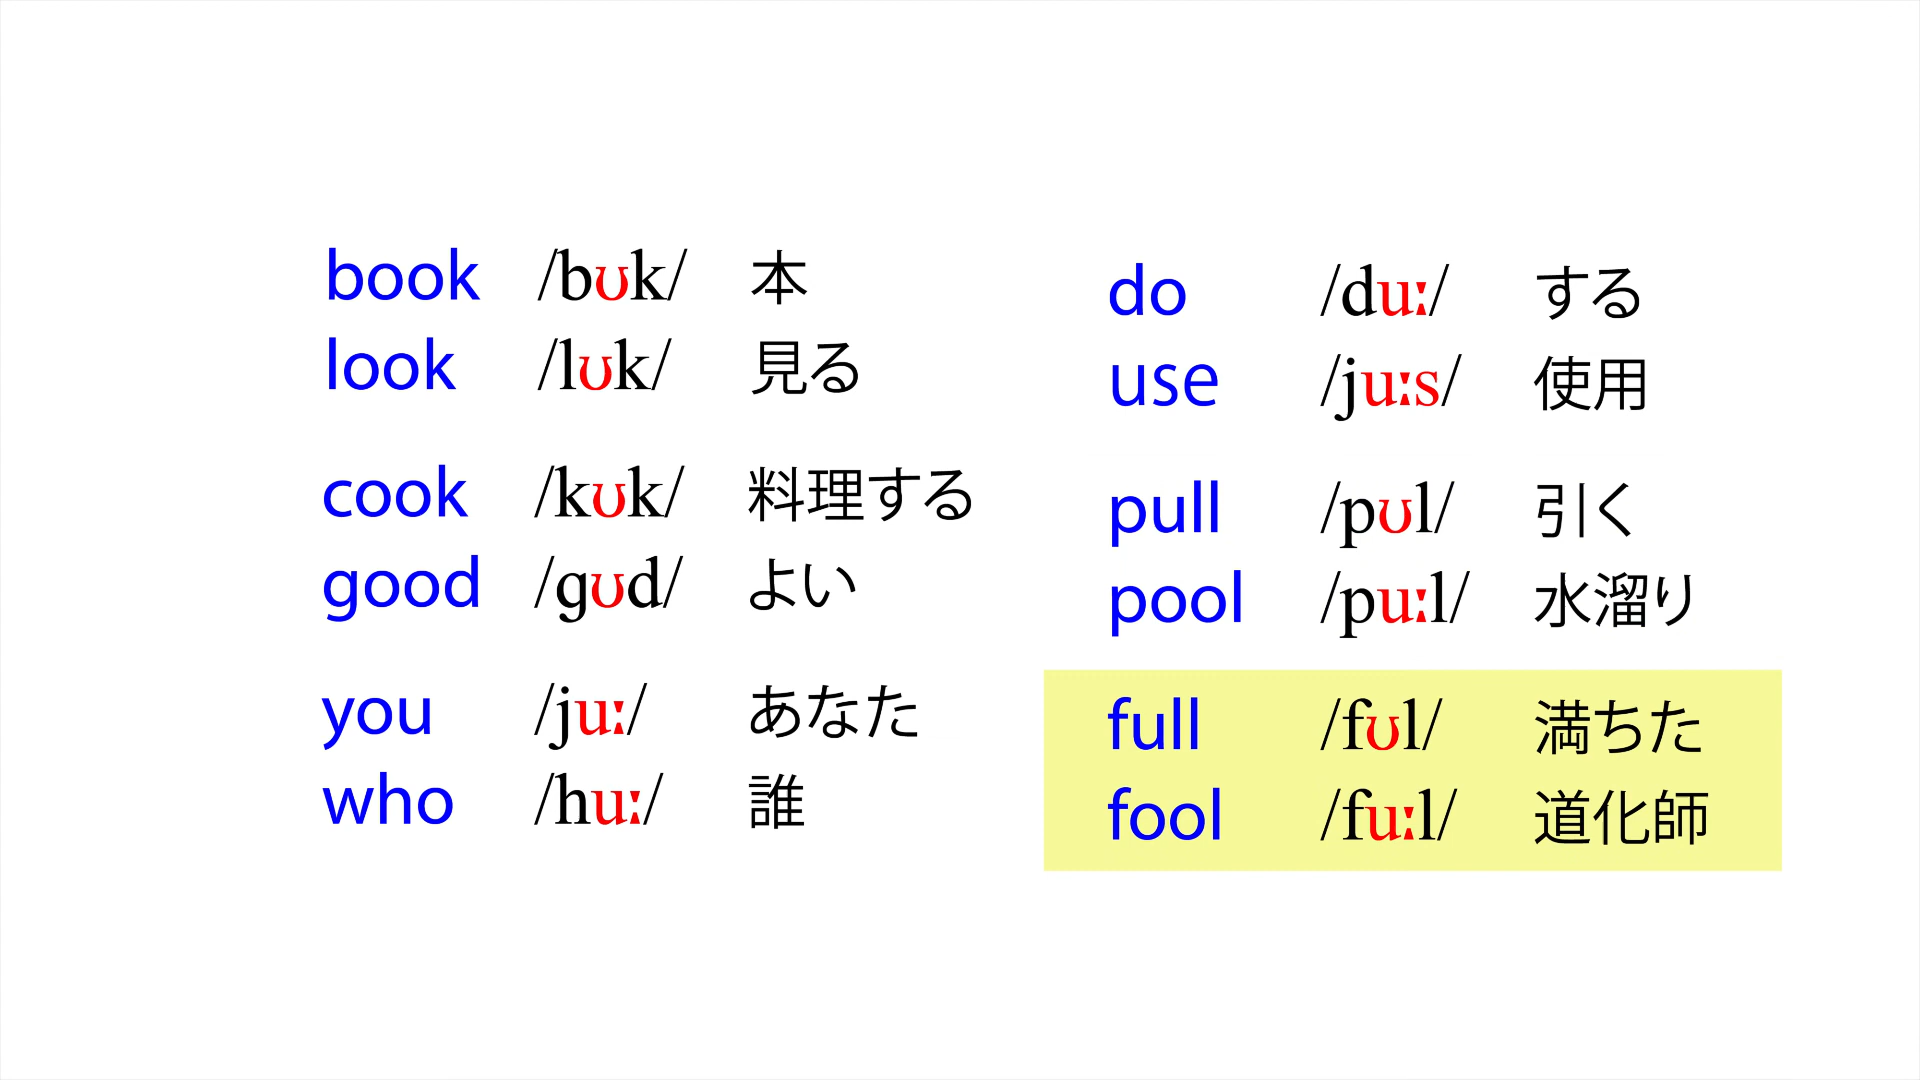 book /bʊk/ 本
look /lʊk/ 見る
cook /kʊk/ 料理する
good /gʊd/ よい
you /juː/ あなた
who /huː/ 誰
do /duː/ する
use /juːs/ 使用
pull /pʊl/ 引く
pool /puːl/ 水溜り
full /fʊl/ 満ちた
fool /fuːl/ 道化師